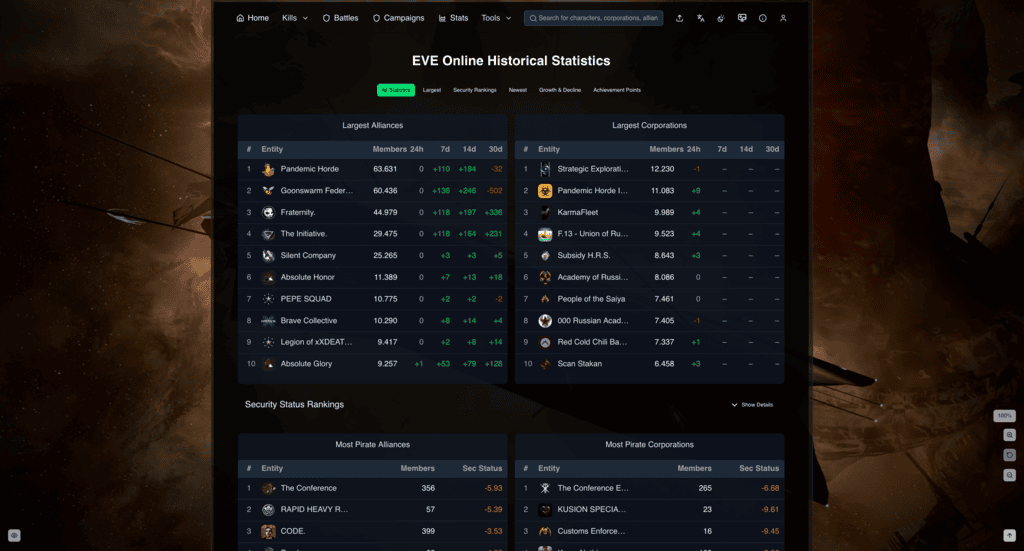 Home Kills Battles Campaigns Stats Tools Search for characters, corporations, allian
EVE Online Historical Statistics
All Statistics Largest Security Rankings Newest Growth & Decline Achievement Points
Largest Alliances
# Entity Members 24h 7d 14d 30d
1 Pandemic Horde 63.631 0 +110 +184 -32
2 Goonswarm Feder... 60.436 0 +136 +246 -502
3 Fraternity. 44.979 0 +118 +197 +336
4 The Initiative. 29.475 0 +118 +164 +231
5 Silent Company 25.265 0 +3 +3 +5
6 Absolute Honor 11.389 0 +7 +13 +18
7 PEPE SQUAD 10.775 0 +2 +2 -2
8 Brave Collective 10.290 0 +8 +14 +4
9 Legion of xXDEAT... 9.417 0 +2 +8 +14
10 Absolute Glory 9.257 +1 +53 +79 +128
Largest Corporations
# Entity Members 24h 7d 14d 30d
1 Strategic Explorati... 12.230 -1 – – –
2 Pandemic Horde I... 11.083 +9 – – –
3 KarmaFleet 9.989 +4 – – –
4 F.13 - Union of Ru... 9.523 +4 – – –
5 Subsidy H.R.S. 8.643 +3 – – –
6 Academy of Russi... 8.086 0 – – –
7 People of the Saiya 7.461 0 – – –
8 000 Russian Acad... 7.405 -1 – – –
9 Red Cold Chili Ba... 7.337 +1 – – –
10 Scan Stakan 6.458 +3 – – –
Security Status Rankings Show Details
Most Pirate Alliances
# Entity Members Sec Status
1 The Conference 356 -5.93
2 RAPID HEAVY R... 57 -5.39
3 CODE. 399 -3.53
Most Pirate Corporations
# Entity Members Sec Status
1 The Conference E... 265 -6.68
2 KUSION SPECIA... 23 -9.61
3 Customs Enforce... 16 -9.45
100%